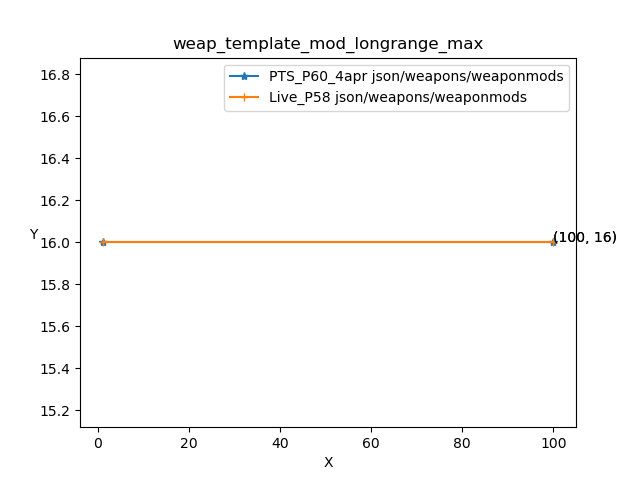 weap_template_mod_longrange_max
PTS_P60_4apr json/weapons/weaponmods
Live_P58 json/weapons/weaponmods
16.8
16.6
16.4
16.2
Y
16.0
(100, 16)
15.8
15.6
15.4
15.2
0 20 40 60 80 100
X